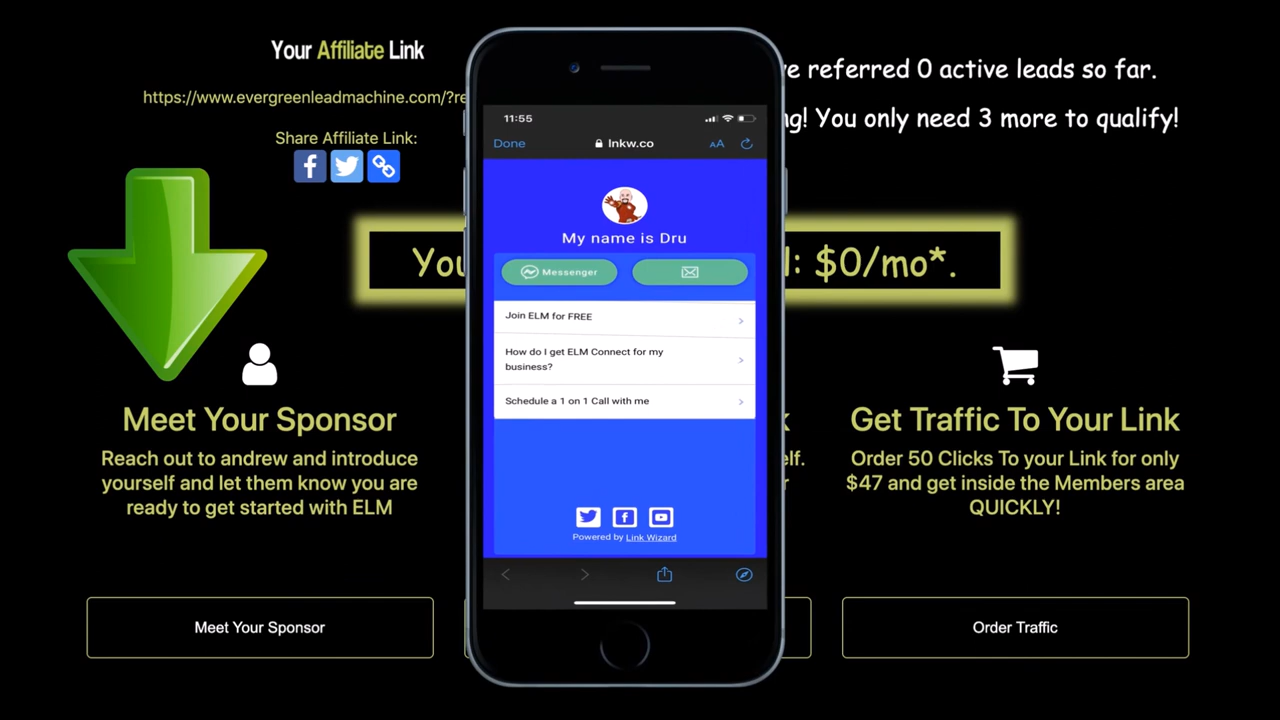 Your Affiliate Link
https://www.evergreenleadmachine.com/?re
Share Affiliate Link:
referred 0 active leads so far.
You only need 3 more to qualify!
$0/mo*.
Meet Your Sponsor
Reach out to andrew and introduce
yourself and let them know you are
ready to get started with ELM
Meet Your Sponsor
11:55
Done
lnkw.co
AA
My name is Dru
Messenger
Join ELM for FREE
How do I get ELM Connect for my
business?
Schedule a 1 on 1 Call with me
Powered by Link Wizard
Get Traffic To Your Link
Order 50 Clicks To your Link for only
$47 and get inside the Members area
QUICKLY!
Order Traffic